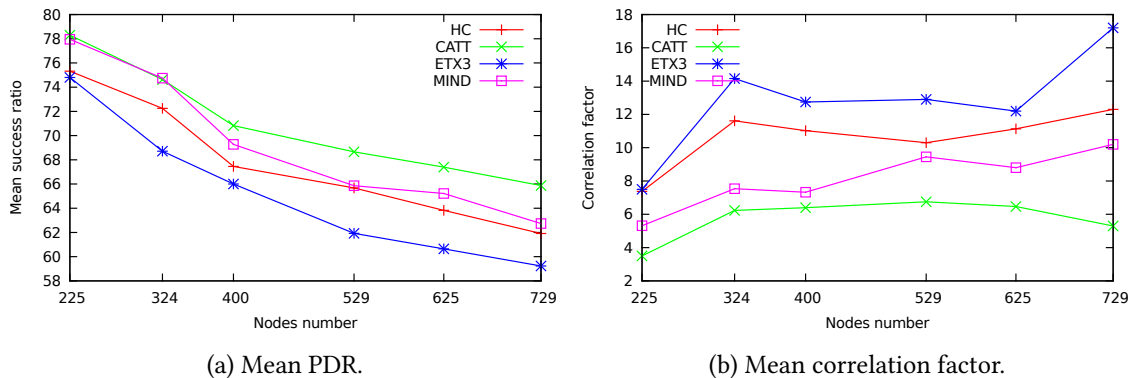 80
78
76
74
72
70
68
66
64
62
60
58
Mean success ratio
HC
CATT
ETX3
MIND
225 324 400 529 625 729
Nodes number
(a) Mean PDR.
18
16
14
12
10
8
6
4
2
Correlation factor
HC
CATT
ETX3
MIND
225 324 400 529 625 729
Nodes number
(b) Mean correlation factor.